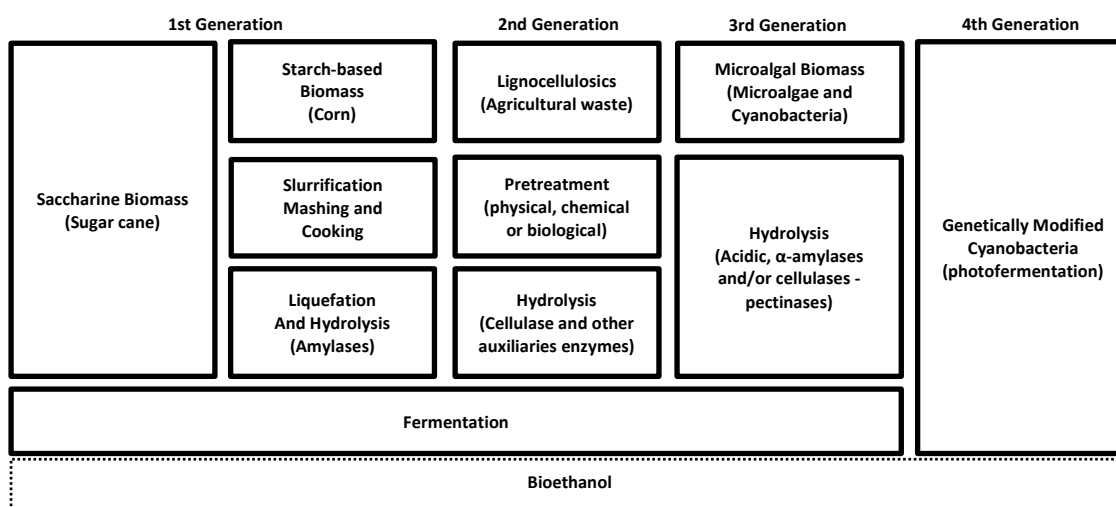 1st Generation
2nd Generation
3rd Generation
4th Generation
Saccharine Biomass
(Sugar cane)
Starch-based
Biomass
(Corn)
Slurrification
Mashing and
Cooking
Liquefation
And Hydrolysis
(Amylases)
Lignocellulosics
(Agricultural waste)
Pretreatment
(physical, chemical
or biological)
Hydrolysis
(Cellulase and other
auxiliaries enzymes)
Microalgal Biomass
(Microalgae and
Cyanobacteria)
Hydrolysis
(Acidic, α-amylases
and/or cellulases -
pectinases)
Genetically Modified
Cyanobacteria
(photofermentation)
Fermentation
Bioethanol